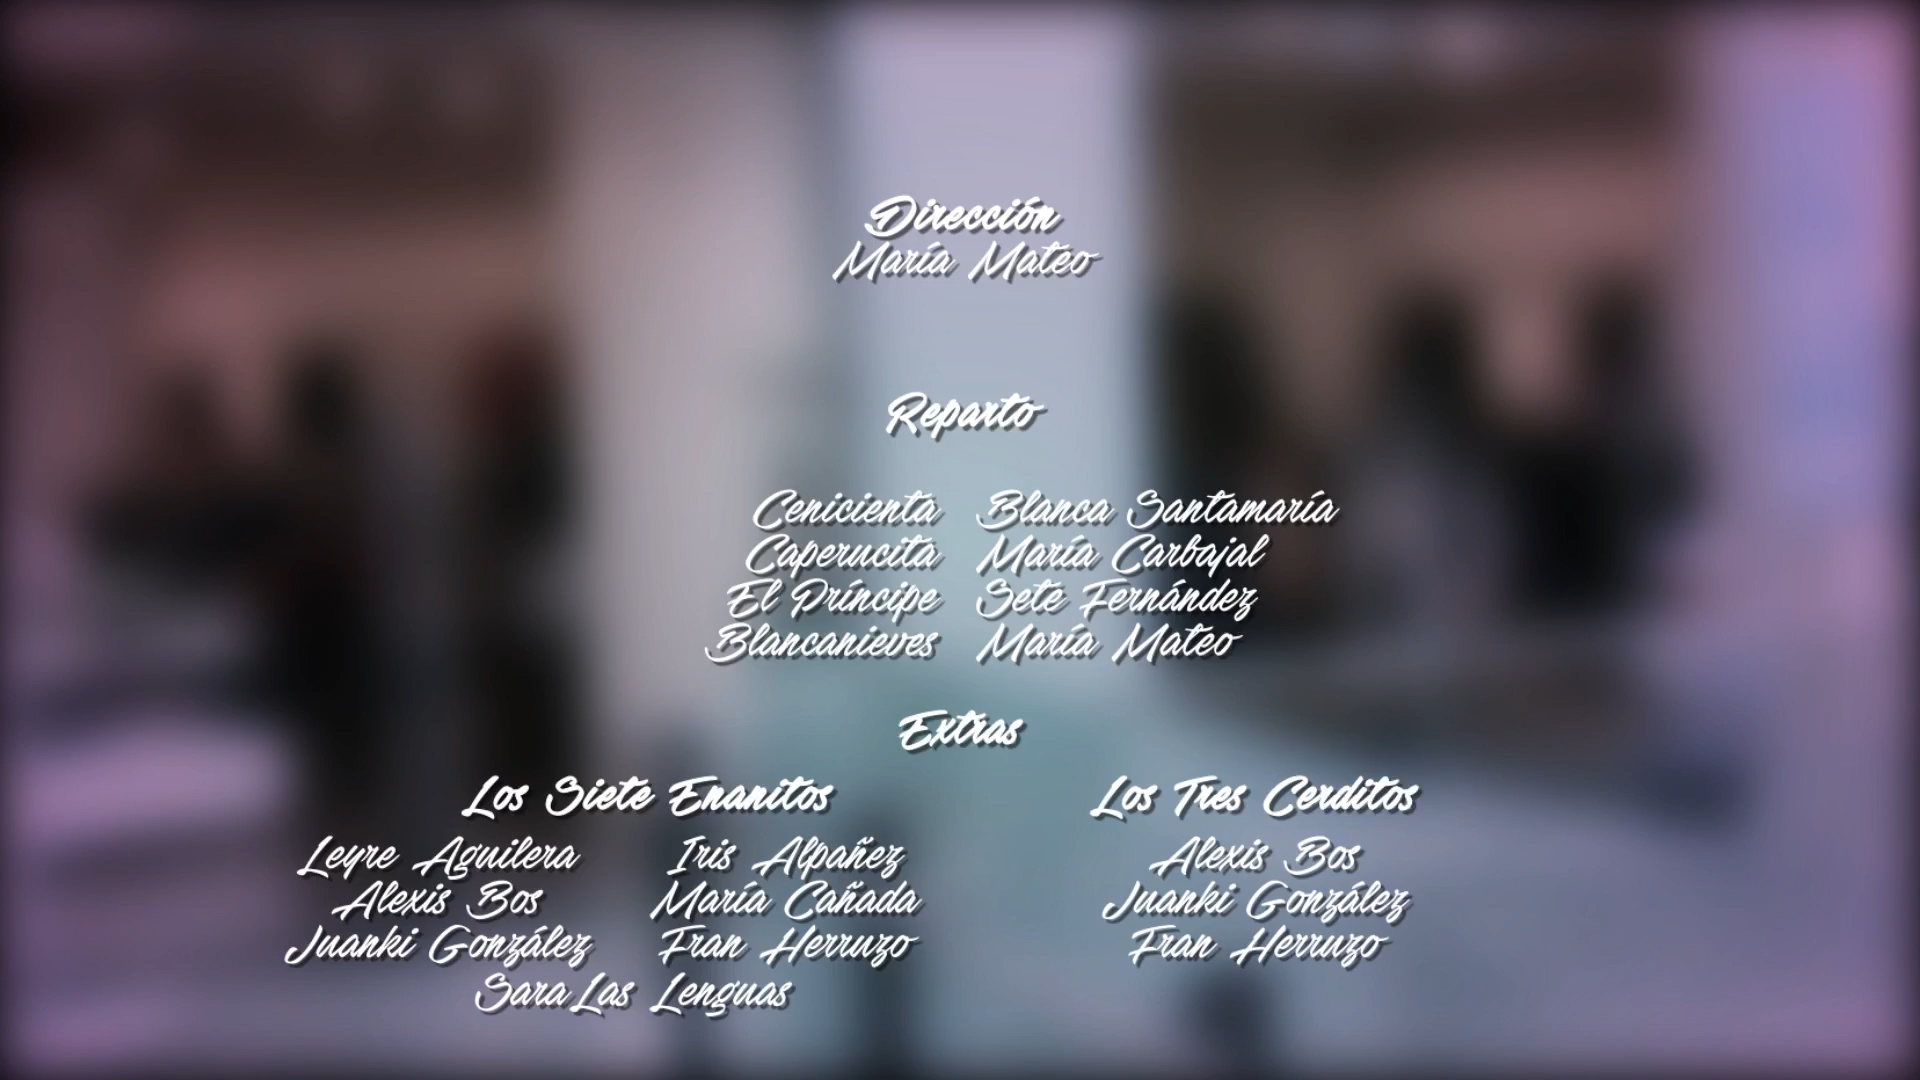 Dirección
María Mateo
Reparto
Cenicienta Blanca Santamaría
Caperucita María Carbajal
El Príncipe Sete Fernández
Blancanieves María Mateo
Extras
Los Siete Enanitos
Leyre Aguilera Iris Alpañez
Alexis Bos María Cañada
Juanki González Fran Herruzo
Sara Las Lenguas
Los Tres Cerditos
Alexis Bos
Juanki González
Fran Herruzo